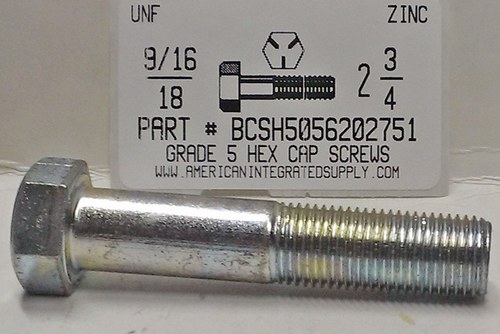 UNF ZINC
9/16
18
2 3/4
PART # BCSH5056202751
GRADE 5 HEX CAP SCREWS
WWW.AMERICANINTEGRATEDSUPPLY.COM